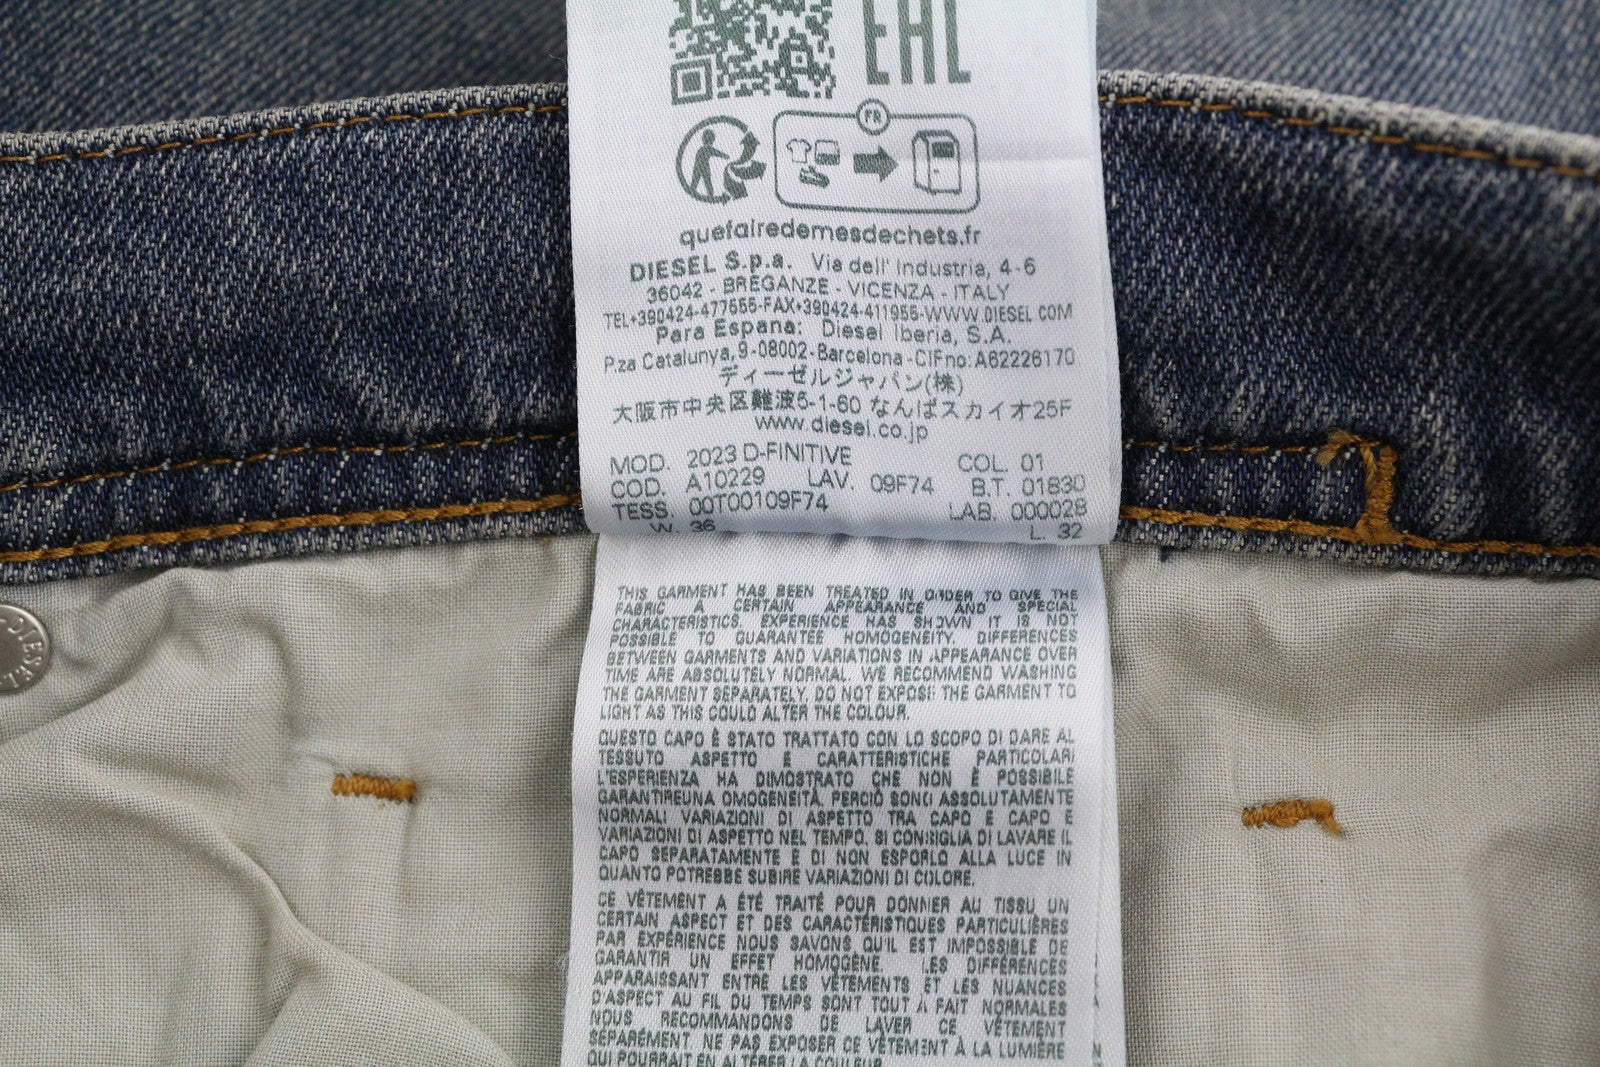 EAC
FR
quefairedemesdechets.fr
DIESEL S.p.a. Via dell' Industria, 4-6
36042 - BREGANZE - VICENZA - ITALY
TEL+390424-477555-FAX+390424-411955-WWW.DIESEL.COM
Para Espana: Diesel Iberia, S.A.
P.za Catalunya,9-08002-Barcelona-CIFno:A62226170
ディーゼルジャパン(株)
大阪市中央区難波5-1-60 なんばスカイオ25F
www.diesel.co.jp
MOD. 2023 D-FINITIVE COL. 01
COD. A10229 LAV. 09F74 B.T. 0183D
TESS. 00T00109F74 LAB. 000028
W. 36 L. 32
THIS GARMENT HAS BEEN TREATED IN ORDER TO GIVE THE
FABRIC A CERTAIN APPEARANCE AND SPECIAL
CHARACTERISTICS. EXPERIENCE HAS SHOWN IT IS NOT
POSSIBLE TO GUARANTEE HOMOGENEITY. DIFFERENCES
BETWEEN GARMENTS AND VARIATIONS IN APPEARANCE OVER
TIME ARE ABSOLUTELY NORMAL. WE RECOMMEND WASHING
THE GARMENT SEPARATELY. DO NOT EXPOSE THE GARMENT TO
LIGHT AS THIS COULD ALTER THE COLOUR.
QUESTO CAPO È STATO TRATTATO CON LO SCOPO DI DARE AL
TESSUTO ASPETTO E CARATTERISTICHE PARTICOLARI
L'ESPERIENZA HA DIMOSTRATO CHE NON È POSSIBILE
GARANTIREUNA OMOGENEITÀ. PERCIÒ SONO ASSOLUTAMENTE
NORMALI VARIAZIONI DI ASPETTO TRA CAPO E CAPO E
VARIAZIONI DI ASPETTO NEL TEMPO. SI CONSIGLIA DI LAVARE IL
CAPO SEPARATAMENTE E DI NON ESPORLO ALLA LUCE IN
QUANTO POTREBBE SUBIRE VARIAZIONI DI COLORE.
CE VÊTEMENT A ÉTÉ TRAITÉ POUR DONNER AU TISSU UN
CERTAIN ASPECT ET DES CARACTÉRISTIQUES PARTICULIÈRES
PAR EXPÉRIENCE NOUS SAVONS QU'IL EST IMPOSSIBLE DE
GARANTIR UN EFFET HOMOGÈNE. LES DIFFÉRENCES
APPARAISSANT ENTRE LES VÊTEMENTS ET LES NUANCES
D'ASPECT AU FIL DU TEMPS SONT TOUT A FAIT NORMALES
NOUS RECOMMANDONS DE LAVER CE VÊTEMENT
SÉPARÉMENT. NE PAS EXPOSER CE VÊTEMENT À LA LUMIÈRE
QUI POURRAIT EN ALTÉRER LA COULEUR.
DIESEL